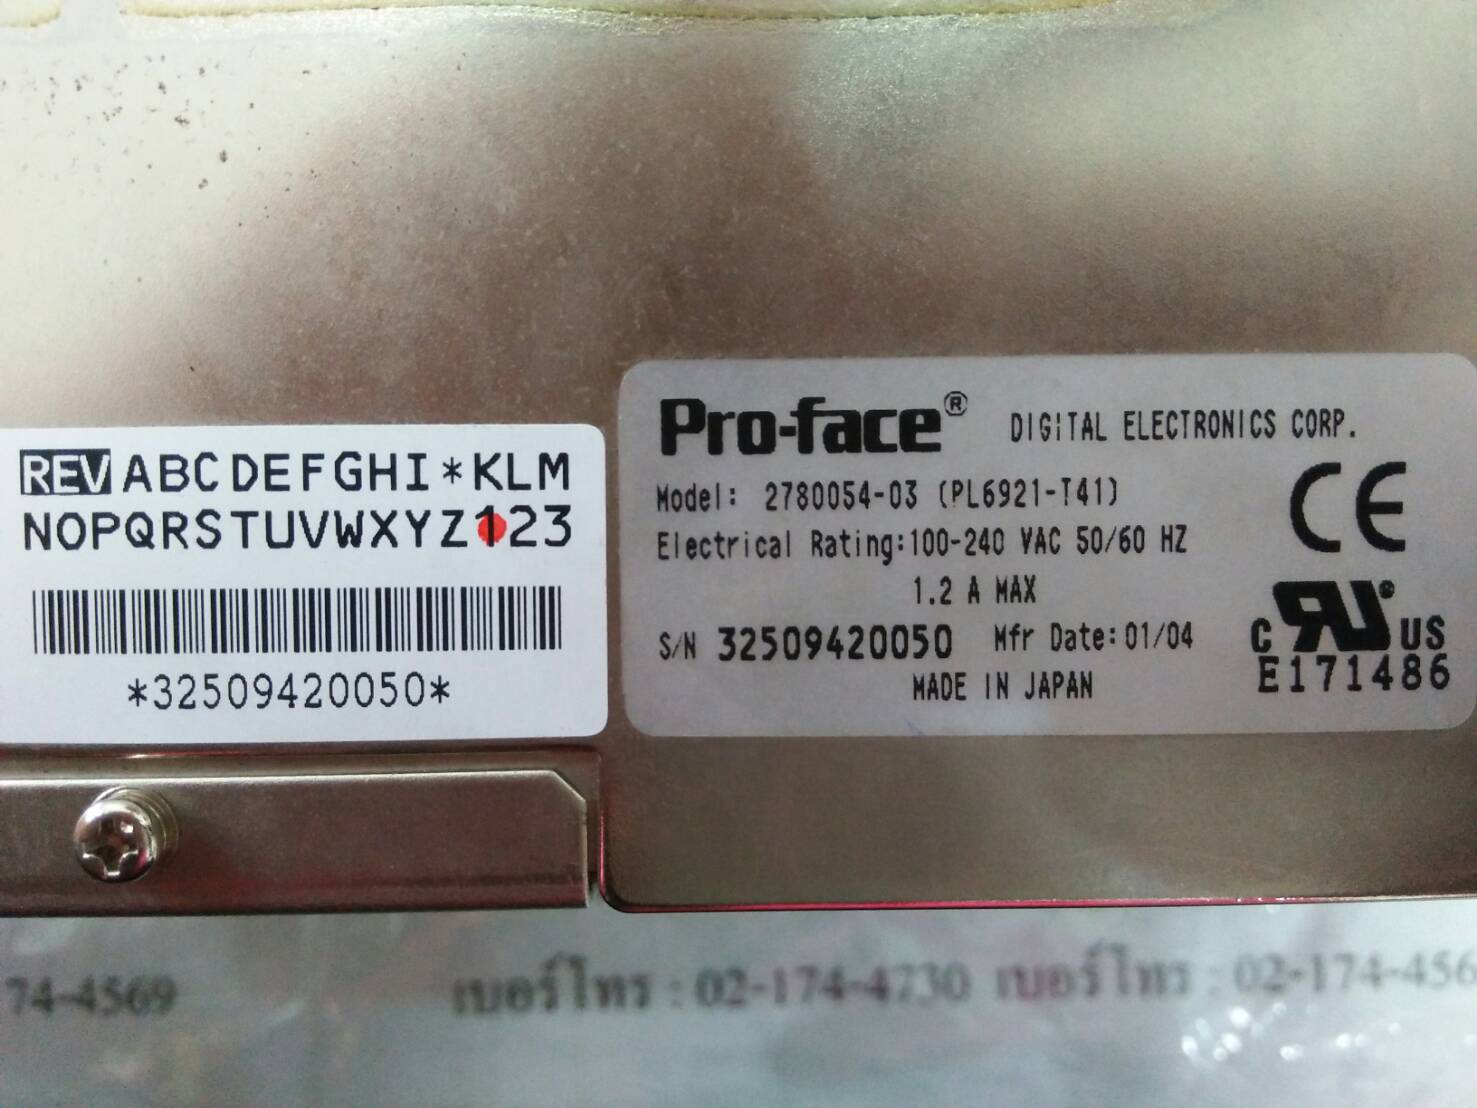 REV ABCDEFGHI*KLM
NOPQRSTUVWXYZ123
*32509420050*
Pro-face® DIGITAL ELECTRONICS CORP.
Model: 2780054-03 (PL6921-T41)
Electrical Rating:100-240 VAC 50/60 HZ
1.2 A MAX
S/N 32509420050 Mfr Date:01/04
MADE IN JAPAN
CE
C RU® US
E171486
74-4569 เบอร์โทร : 02-174-4730 เบอร์โทร : 02-174-456